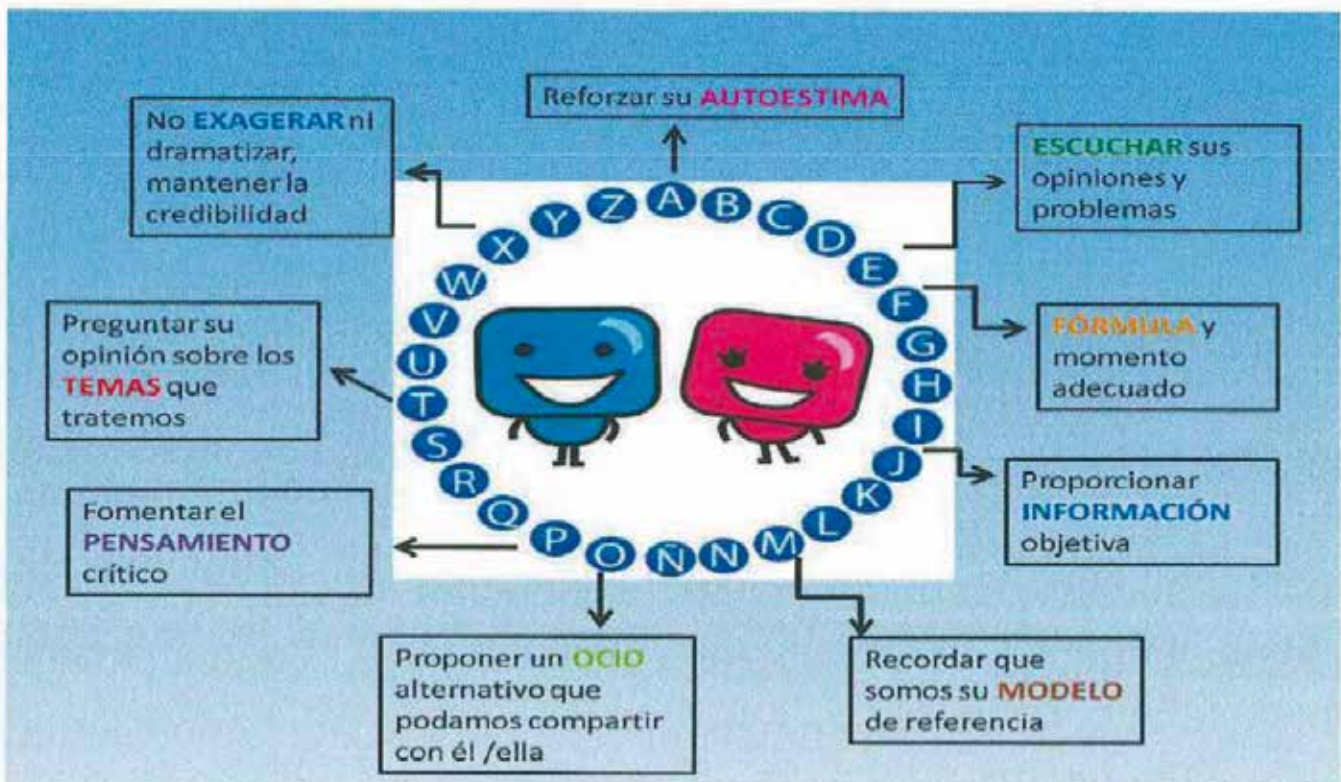 Reforzar su AUTOESTIMA
No EXAGERAR ni
dramatizar,
mantener la
credibilidad
ESCUCHAR sus
opiniones y
problemas
Preguntar su
opinión sobre los
TEMAS que
tratemos
FÓRMULA y
momento
adecuado
Fomentar el
PENSAMIENTO
crítico
Proporcionar
INFORMACIÓN
objetiva
Proponer un OCIO
alternativo que
podamos compartir
con él /ella
Recordar que
somos su MODELO
de referencia
A B C D E F G H I J K L M N Ñ O P Q R S T U V W X Y Z